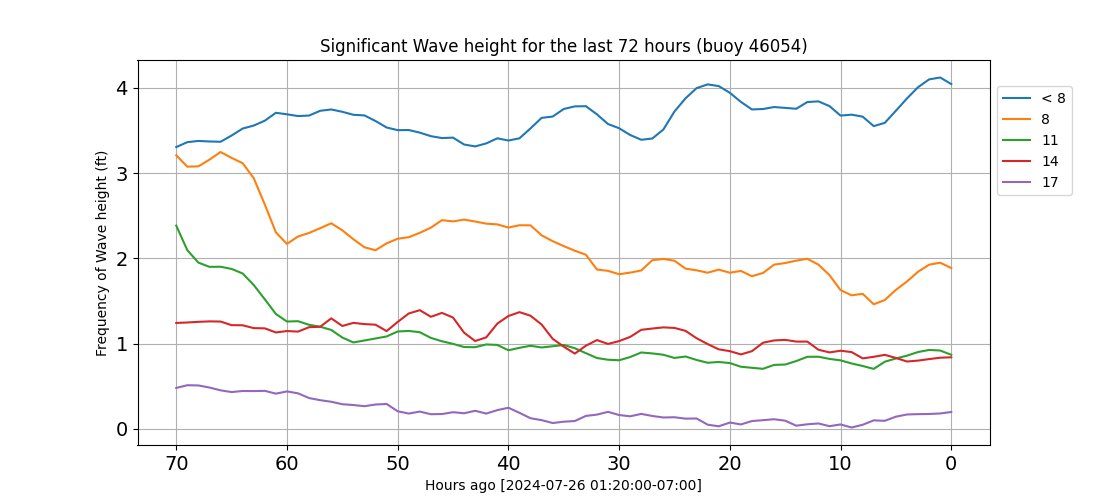 Significant Wave height for the last 72 hours (buoy 46054)
Frequency of Wave height (ft)
4
3
2
1
0
70 60 50 40 30 20 10 0
Hours ago [2024-07-26 01:20:00-07:00]
< 8
8
11
14
17